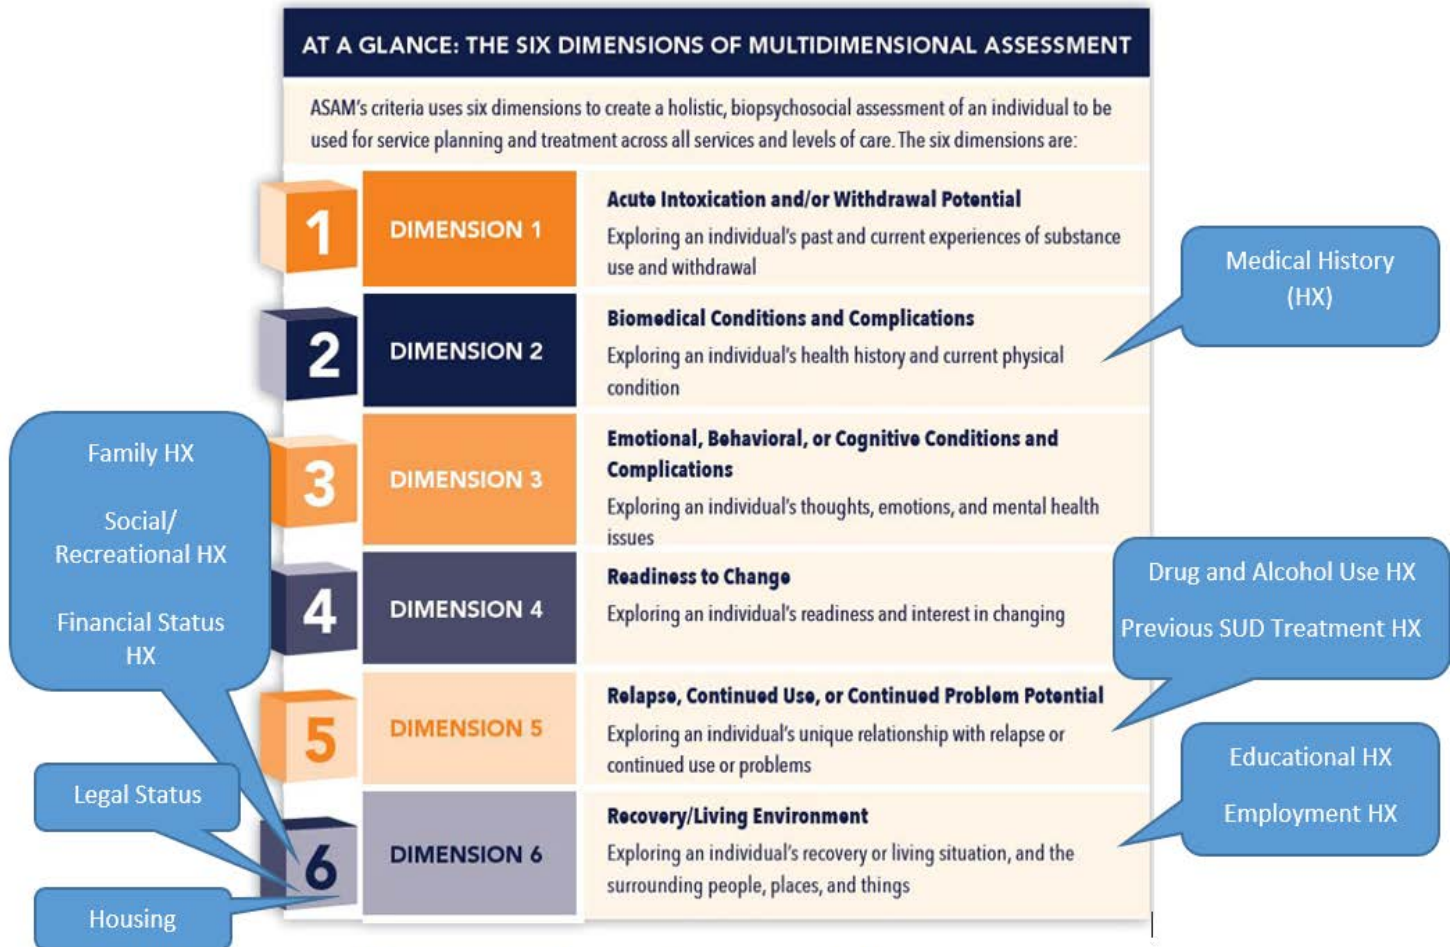 AT A GLANCE: THE SIX DIMENSIONS OF MULTIDIMENSIONAL ASSESSMENT
ASAM's criteria uses six dimensions to create a holistic, biopsychosocial assessment of an individual to be
used for service planning and treatment across all services and levels of care. The six dimensions are:
1
DIMENSION 1
Acute Intoxication and/or Withdrawal Potential
Exploring an individual's past and current experiences of substance
use and withdrawal
2
DIMENSION 2
Biomedical Conditions and Complications
Exploring an individual's health history and current physical
condition
Medical History
(HX)
3
DIMENSION 3
Emotional, Behavioral, or Cognitive Conditions and
Complications
Exploring an individual's thoughts, emotions, and mental health
issues
4
DIMENSION 4
Readiness to Change
Exploring an individual's readiness and interest in changing
5
DIMENSION 5
Relapse, Continued Use, or Continued Problem Potential
Exploring an individual's unique relationship with relapse or
continued use or problems
Drug and Alcohol Use HX
Previous SUD Treatment HX
6
DIMENSION 6
Recovery/Living Environment
Exploring an individual's recovery or living situation, and the
surrounding people, places, and things
Educational HX
Employment HX
Family HX
Social/
Recreational HX
Financial Status
HX
Legal Status
Housing